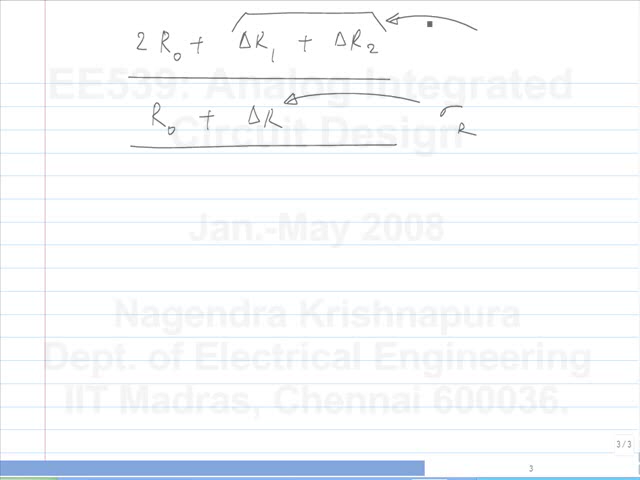 2 R₀ + ΔR₁ + ΔR₂
R₀ + ΔR σ_R
EE539: Analog Integrated
Circuit Design
Jan.-May 2008
Nagendra Krishnapura
Dept. of Electrical Engineering
IIT Madras, Chennai 600036.
3 / 3
3